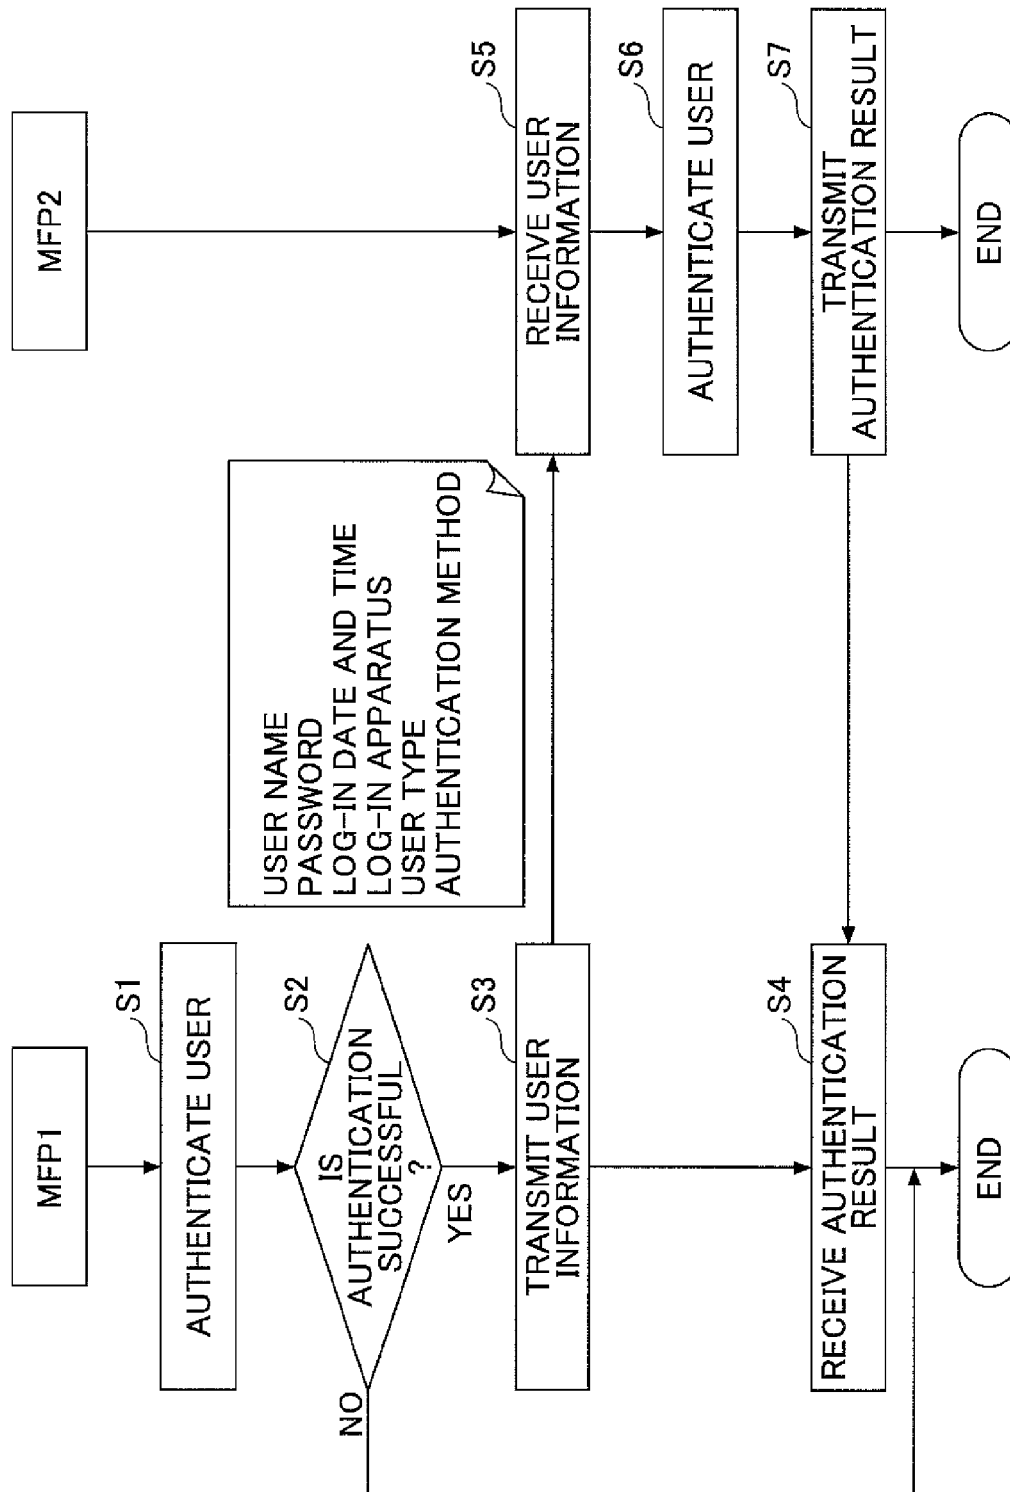 MFP1
S1
AUTHENTICATE USER
S2
IS
AUTHENTICATION
SUCCESSFUL
?
NO
YES
S3
TRANSMIT USER
INFORMATION
S4
RECEIVE AUTHENTICATION
RESULT
END
USER NAME
PASSWORD
LOG-IN DATE AND TIME
LOG-IN APPARATUS
USER TYPE
AUTHENTICATION METHOD
MFP2
S5
RECEIVE USER
INFORMATION
S6
AUTHENTICATE USER
S7
TRANSMIT
AUTHENTICATION RESULT
END